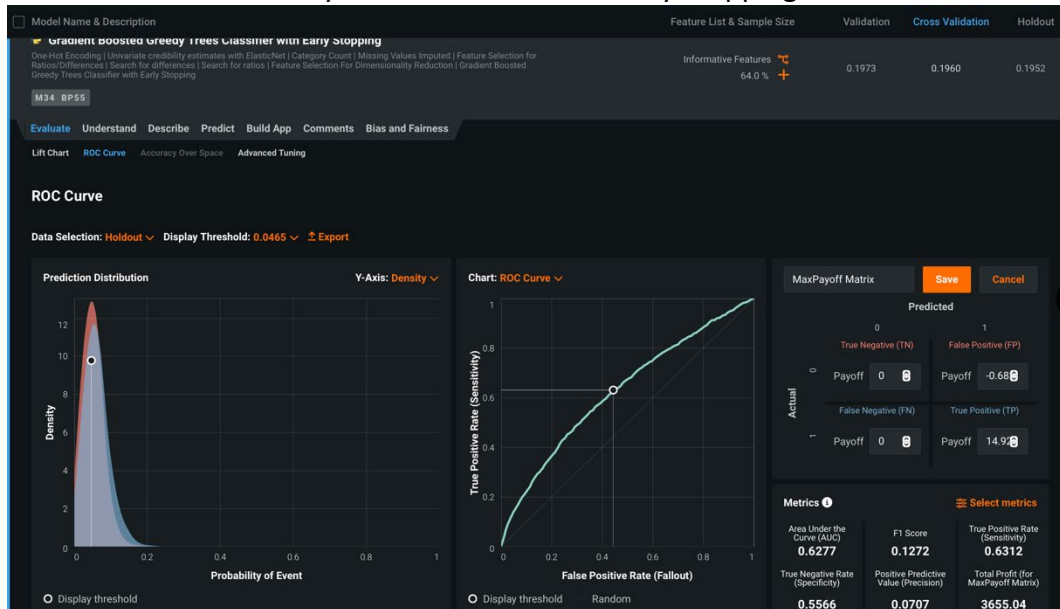 Model Name & Description
Feature List & Sample Size
Validation
Cross Validation
Holdout
Gradient Boosted Greedy Trees Classifier with Early Stopping
One-Hot Encoding | Univariate credibility estimates with ElasticNet | Category Count | Missing Values Imputed | Feature Selection for
Ratios/Differences | Search for differences | Search for ratios | Feature Selection For Dimensionality Reduction | Gradient Boosted
Greedy Trees Classifier with Early Stopping
Informative Features
64.0 %
0.1973
0.1960
0.1952
M34 BP55
Evaluate Understand Describe Predict Build App Comments Bias and Fairness
Lift Chart ROC Curve Accuracy Over Space Advanced Tuning
ROC Curve
Data Selection: Holdout Display Threshold: 0.0465 Export
Prediction Distribution
Y-Axis: Density
12
10
8
6
4
2
0
Density
0 0.2 0.4 0.6 0.8 1
Probability of Event
Display threshold
Chart: ROC Curve
1
0.8
0.6
0.4
0.2
0
True Positive Rate (Sensitivity)
0 0.2 0.4 0.6 0.8 1
False Positive Rate (Fallout)
Display threshold Random
MaxPayoff Matrix
Save
Cancel
Predicted
0 1
True Negative (TN) False Positive (FP)
Actual
0
Payoff 0 Payoff -0.68
False Negative (FN) True Positive (TP)
1
Payoff 0 Payoff 14.92
Metrics
Select metrics
Area Under the
Curve (AUC)
0.6277
F1 Score
0.1272
True Positive Rate
(Sensitivity)
0.6312
True Negative Rate
(Specificity)
0.5566
Positive Predictive
Value (Precision)
0.0707
Total Profit (for
MaxPayoff Matrix)
3655.04